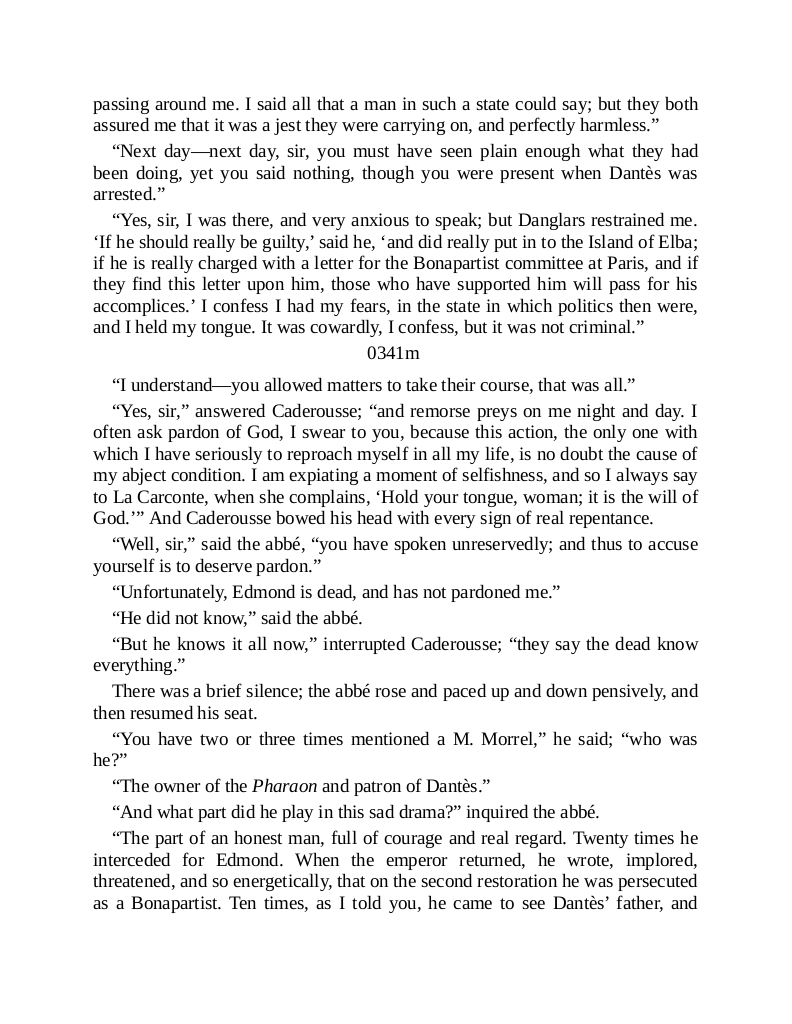 passing around me. I said all that a man in such a state could say; but they both
assured me that it was a jest they were carrying on, and perfectly harmless.”
“Next day—next day, sir, you must have seen plain enough what they had
been doing, yet you said nothing, though you were present when Dantès was
arrested.”
“Yes, sir, I was there, and very anxious to speak; but Danglars restrained me.
‘If he should really be guilty,’ said he, ‘and did really put in to the Island of Elba;
if he is really charged with a letter for the Bonapartist committee at Paris, and if
they find this letter upon him, those who have supported him will pass for his
accomplices.’ I confess I had my fears, in the state in which politics then were,
and I held my tongue. It was cowardly, I confess, but it was not criminal.”
0341m
“I understand—you allowed matters to take their course, that was all.”
“Yes, sir,” answered Caderousse; “and remorse preys on me night and day. I
often ask pardon of God, I swear to you, because this action, the only one with
which I have seriously to reproach myself in all my life, is no doubt the cause of
my abject condition. I am expiating a moment of selfishness, and so I always say
to La Carconte, when she complains, ‘Hold your tongue, woman; it is the will of
God.’” And Caderousse bowed his head with every sign of real repentance.
“Well, sir,” said the abbé, “you have spoken unreservedly; and thus to accuse
yourself is to deserve pardon.”
“Unfortunately, Edmond is dead, and has not pardoned me.”
“He did not know,” said the abbé.
“But he knows it all now,” interrupted Caderousse; “they say the dead know
everything.”
There was a brief silence; the abbé rose and paced up and down pensively, and
then resumed his seat.
“You have two or three times mentioned a M. Morrel,” he said; “who was
he?”
“The owner of the Pharaon and patron of Dantès.”
“And what part did he play in this sad drama?” inquired the abbé.
“The part of an honest man, full of courage and real regard. Twenty times he
interceded for Edmond. When the emperor returned, he wrote, implored,
threatened, and so energetically, that on the second restoration he was persecuted
as a Bonapartist. Ten times, as I told you, he came to see Dantès’ father, and